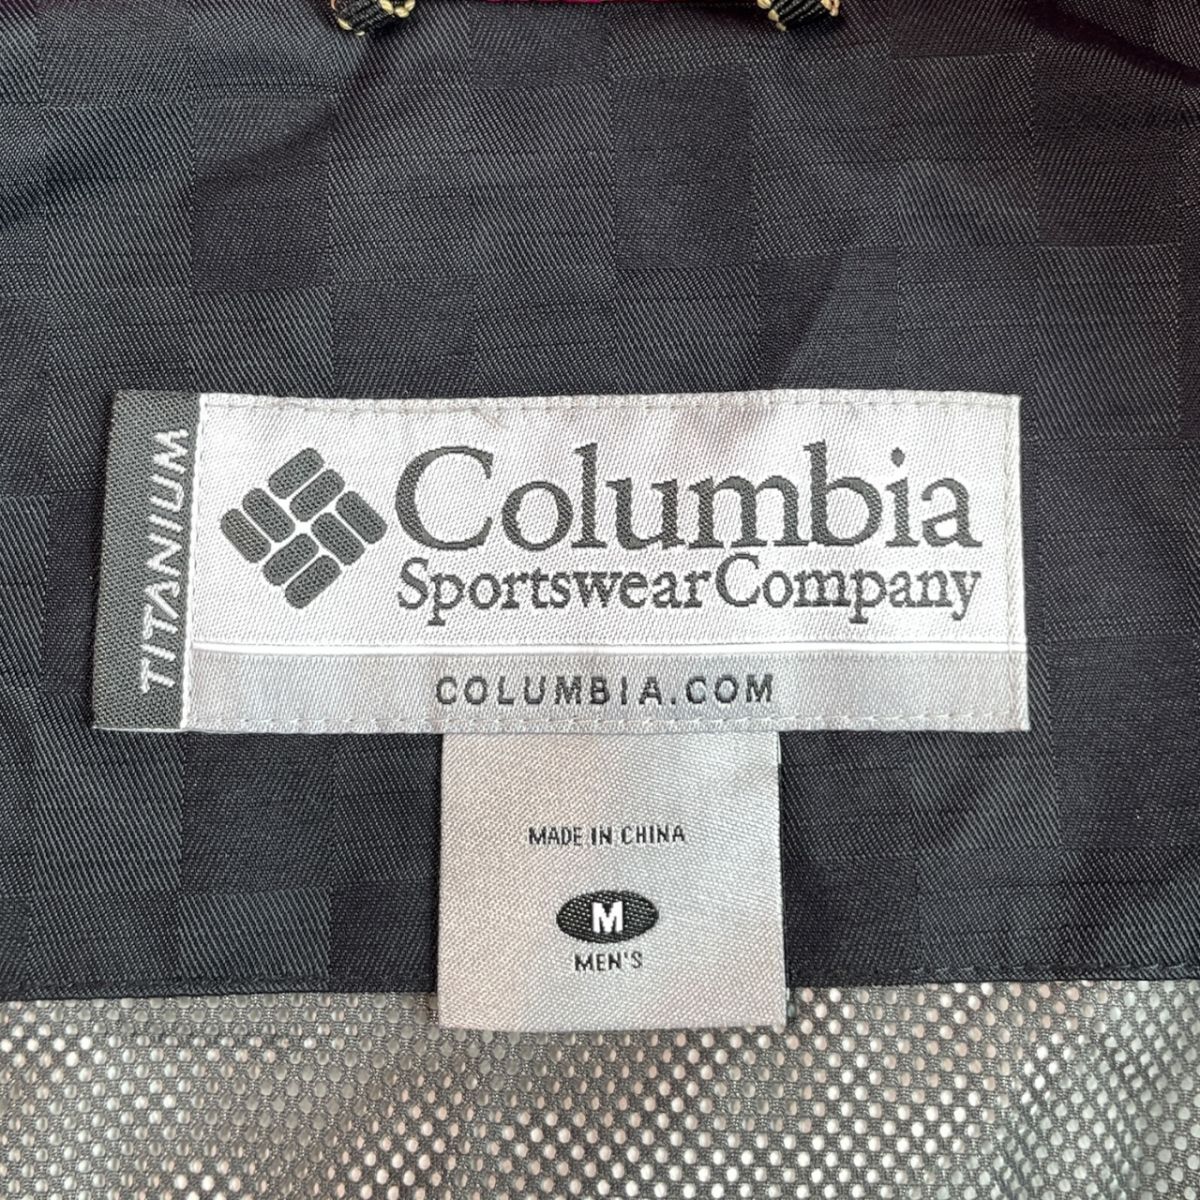 TITANIUM
Columbia
Sportswear Company
COLUMBIA.COM
MADE IN CHINA
M
MEN'S